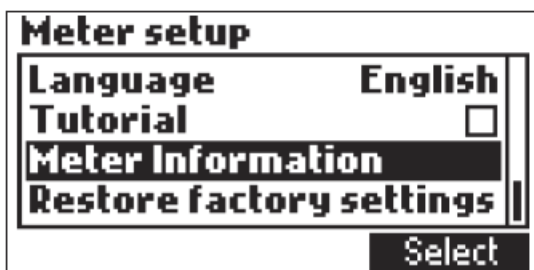 Meter setup
Language English
Tutorial
Meter Information
Restore factory settings
Select